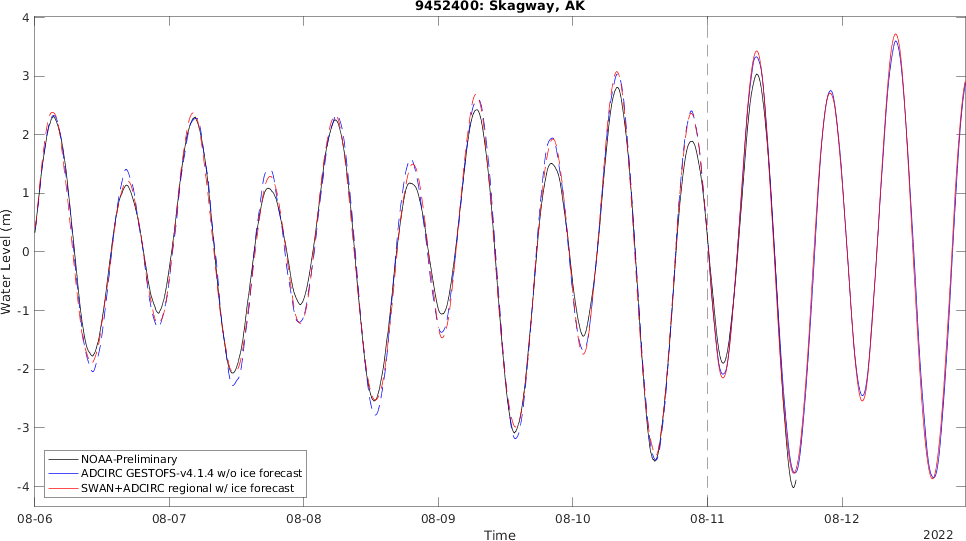 9452400: Skagway, AK
4
3
2
1
0
-1
-2
-3
-4
Water Level (m)
NOAA-Preliminary
ADCIRC GESTOFS-v4.1.4 w/o ice forecast
SWAN+ADCIRC regional w/ ice forecast
08-06 08-07 08-08 08-09 08-10 08-11 08-12
Time
2022